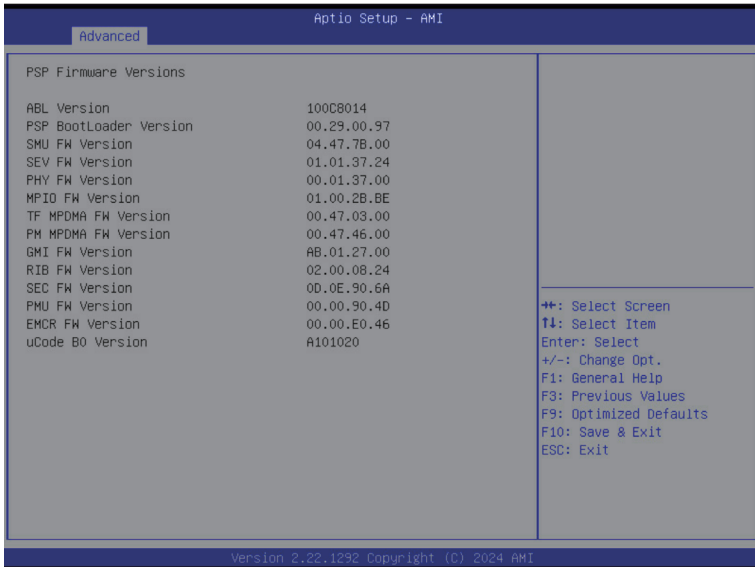 Aptio Setup – AMI
Advanced
PSP Firmware Versions
ABL Version 100C8014
PSP BootLoader Version 00.29.00.97
SMU FW Version 04.47.7B.00
SEV FW Version 01.01.37.24
PHY FW Version 00.01.37.00
MPIO FW Version 01.00.2B.BE
TF MPDMA FW Version 00.47.03.00
PM MPDMA FW Version 00.47.46.00
GMI FW Version AB.01.27.00
RIB FW Version 02.00.08.24
SEC FW Version 0D.0E.90.6A
PMU FW Version 00.00.90.4D
EMCR FW Version 00.00.E0.46
uCode B0 Version A101020
→←: Select Screen
↑↓: Select Item
Enter: Select
+/-: Change Opt.
F1: General Help
F3: Previous Values
F9: Optimized Defaults
F10: Save & Exit
ESC: Exit
Version 2.22.1292 Copyright (C) 2024 AMI